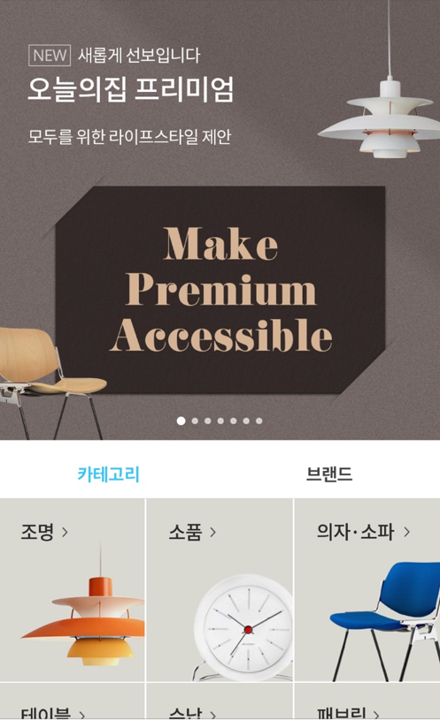 NEW 새롭게 선보입니다
오늘의집 프리미엄
모두를 위한 라이프스타일 제안
Make
Premium
Accessible
카테고리 브랜드
조명 > 소품 > 의자·소파 >
테이블 > 수납 > 패브릭 >